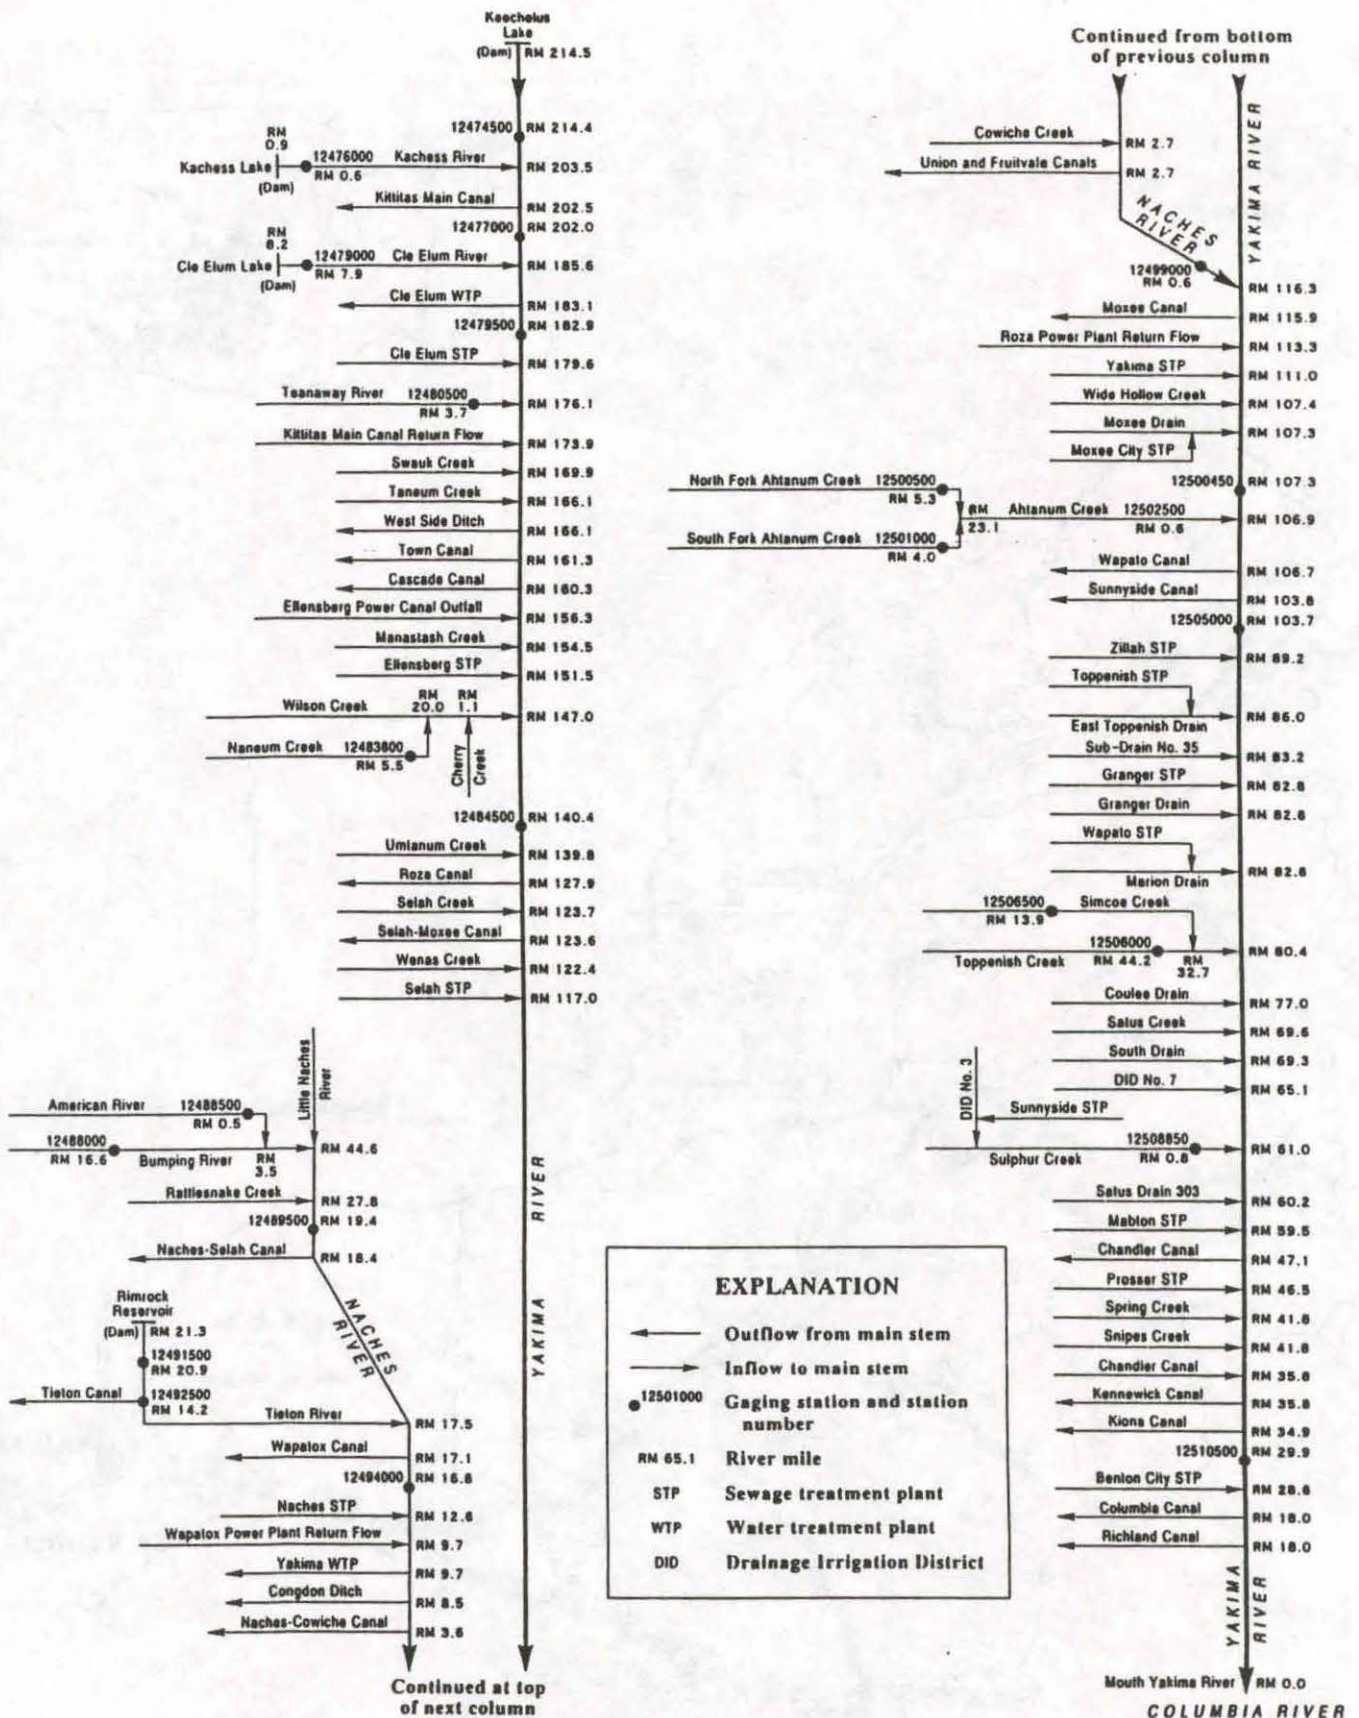 Keechelus
Lake
(Dam) RM 214.5
12474500 RM 214.4
RM
0.9
Kachess Lake
(Dam)
12476000 Kachess River
RM 0.6
RM 203.5
Kittitas Main Canal
RM 202.5
12477000 RM 202.0
RM
8.2
Cle Elum Lake
(Dam)
12479000 Cle Elum River
RM 7.9
RM 185.6
Cle Elum WTP
RM 183.1
12479500 RM 182.9
Cle Elum STP
RM 179.6
Teanaway River 12480500
RM 3.7
RM 176.1
Kittitas Main Canal Return Flow
RM 173.9
Swauk Creek
RM 169.9
Taneum Creek
RM 166.1
West Side Ditch
RM 166.1
Town Canal
RM 161.3
Cascade Canal
RM 160.3
Ellensberg Power Canal Outfall
RM 156.3
Manastash Creek
RM 154.5
Ellensberg STP
RM 151.5
Wilson Creek
RM
20.0
RM
1.1
RM 147.0
Naneum Creek 12483800
RM 5.5
Cherry
Creek
12484500 RM 140.4
Umtanum Creek
RM 139.8
Roza Canal
RM 127.9
Selah Creek
RM 123.7
Selah-Moxee Canal
RM 123.6
Wenas Creek
RM 122.4
Selah STP
RM 117.0
Little Naches
River
American River 12488500
RM 0.5
12488000
RM 16.6
Bumping River
RM
3.5
RM 44.6
Rattlesnake Creek
RM 27.8
12489500 RM 19.4
Naches-Selah Canal
RM 18.4
NACHES
RIVER
Rimrock
Reservoir
(Dam) RM 21.3
12491500
RM 20.9
Tieton Canal
12492500
RM 14.2
Tieton River
RM 17.5
Wapatox Canal
RM 17.1
12494000 RM 16.8
Naches STP
RM 12.6
Wapatox Power Plant Return Flow
RM 9.7
Yakima WTP
RM 9.7
Congdon Ditch
RM 8.5
Naches-Cowiche Canal
RM 3.6
YAKIMA RIVER
Continued at top
of next column
Continued from bottom
of previous column
YAKIMA RIVER
Cowiche Creek
RM 2.7
Union and Fruitvale Canals
RM 2.7
NACHES
RIVER
12499000
RM 0.6
RM 116.3
Moxee Canal
RM 115.9
Roza Power Plant Return Flow
RM 113.3
Yakima STP
RM 111.0
Wide Hollow Creek
RM 107.4
Moxee Drain
RM 107.3
Moxee City STP
12500450 RM 107.3
North Fork Ahtanum Creek 12500500
RM 5.3
RM
23.1
Ahtanum Creek 12502500
RM 0.6
RM 106.9
South Fork Ahtanum Creek 12501000
RM 4.0
Wapato Canal
RM 106.7
Sunnyside Canal
RM 103.8
12505000 RM 103.7
Zillah STP
RM 89.2
Toppenish STP
East Toppenish Drain
RM 86.0
Sub-Drain No. 35
RM 83.2
Granger STP
RM 82.8
Granger Drain
RM 82.8
Wapato STP
Marion Drain
RM 82.6
12506500 Simcoe Creek
RM 13.9
12506000
Toppenish Creek RM 44.2
RM
32.7
RM 80.4
Coulee Drain
RM 77.0
Satus Creek
RM 69.6
South Drain
RM 69.3
DID No. 7
RM 65.1
DID No. 3
Sunnyside STP
Sulphur Creek
12508850
RM 0.8
RM 61.0
Satus Drain 303
RM 60.2
Mabton STP
RM 59.5
Chandler Canal
RM 47.1
Prosser STP
RM 46.5
Spring Creek
RM 41.8
Snipes Creek
RM 41.8
Chandler Canal
RM 35.8
Kennewick Canal
RM 35.8
Kiona Canal
RM 34.9
12510500 RM 29.9
Benton City STP
RM 28.6
Columbia Canal
RM 18.0
Richland Canal
RM 18.0
YAKIMA
RIVER
Mouth Yakima River RM 0.0
COLUMBIA RIVER
EXPLANATION
Outflow from main stem
Inflow to main stem
12501000 Gaging station and station
number
RM 65.1 River mile
STP Sewage treatment plant
WTP Water treatment plant
DID Drainage Irrigation District